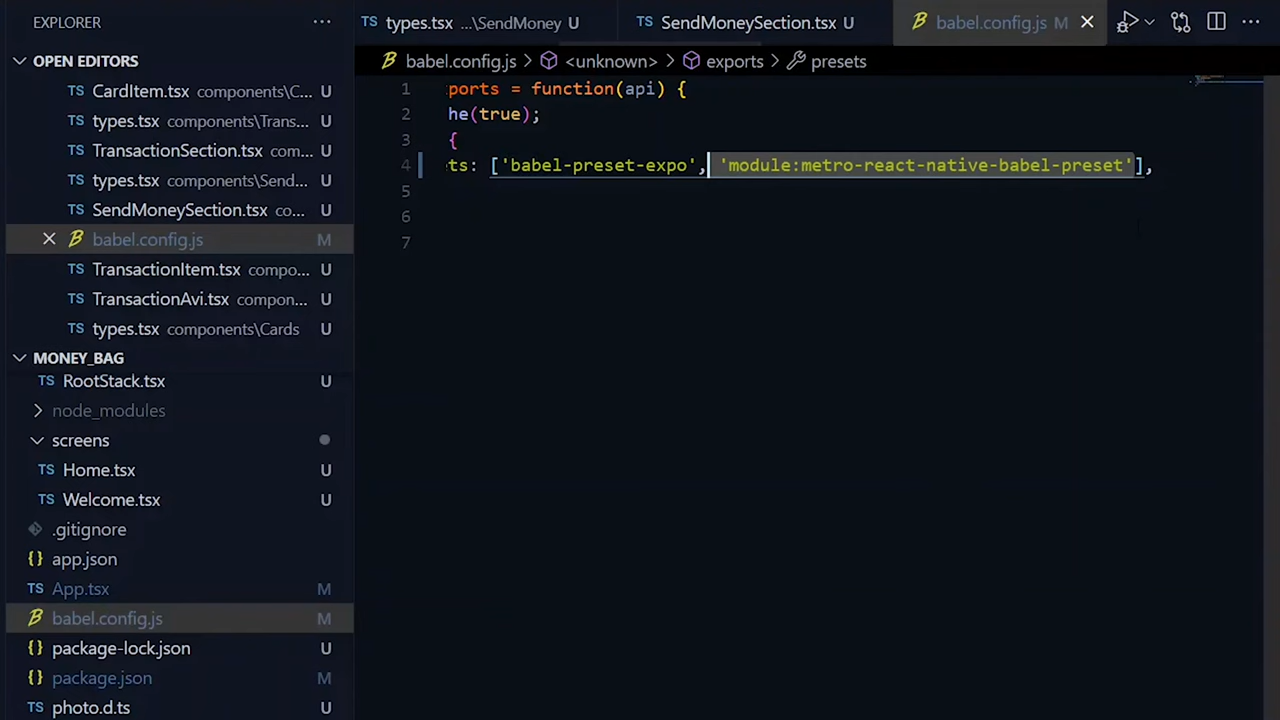 EXPLORER ...
OPEN EDITORS
TS CardItem.tsx components\C... U
TS types.tsx components\Trans... U
TS TransactionSection.tsx com... U
TS types.tsx components\Send... U
TS SendMoneySection.tsx co... U
babel.config.js M
TS TransactionItem.tsx compo... U
TS TransactionAvi.tsx compon... U
TS types.tsx components\Cards U
MONEY_BAG
TS RootStack.tsx U
node_modules
screens
TS Home.tsx U
TS Welcome.tsx U
.gitignore
{} app.json
TS App.tsx M
babel.config.js M
{} package-lock.json U
{} package.json M
photo.d.ts U
TS types.tsx ...\SendMoney U
TS SendMoneySection.tsx U
babel.config.js M
babel.config.js > <unknown> > exports > presets
1 ports = function(api) {
2 he(true);
3 {
4 ts: ['babel-preset-expo', 'module:metro-react-native-babel-preset'],
5
6
7